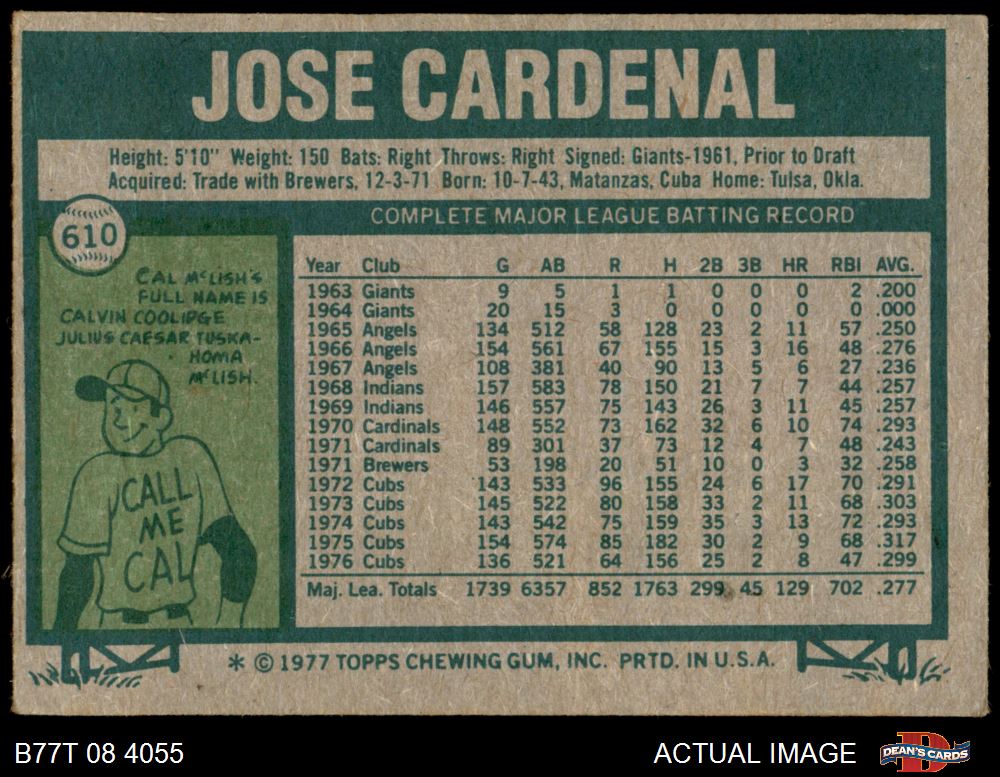 JOSE CARDENAL
Height: 5'10" Weight: 150 Bats: Right Throws: Right Signed: Giants-1961, Prior to Draft
Acquired: Trade with Brewers, 12-3-71 Born: 10-7-43, Matanzas, Cuba Home: Tulsa, Okla.
610
CAL McLISH'S
FULL NAME IS
CALVIN COOLIDGE
JULIUS CAESAR TUSKA-
HOMA
McLISH.
CALL
ME
CAL
COMPLETE MAJOR LEAGUE BATTING RECORD
Year Club G AB R H 2B 3B HR RBI AVG.
1963 Giants 9 5 1 1 0 0 0 2 .200
1964 Giants 20 15 3 0 0 0 0 0 .000
1965 Angels 134 512 58 128 23 2 11 57 .250
1966 Angels 154 561 67 155 15 3 16 48 .276
1967 Angels 108 381 40 90 13 5 6 27 .236
1968 Indians 157 583 78 150 21 7 7 44 .257
1969 Indians 146 557 75 143 26 3 11 45 .257
1970 Cardinals 148 552 73 162 32 6 10 74 .293
1971 Cardinals 89 301 37 73 12 4 7 48 .243
1971 Brewers 53 198 20 51 10 0 3 32 .258
1972 Cubs 143 533 96 155 24 6 17 70 .291
1973 Cubs 145 522 80 158 33 2 11 68 .303
1974 Cubs 143 542 75 159 35 3 13 72 .293
1975 Cubs 154 574 85 182 30 2 9 68 .317
1976 Cubs 136 521 64 156 25 2 8 47 .299
Maj. Lea. Totals 1739 6357 852 1763 299 45 129 702 .277
* © 1977 TOPPS CHEWING GUM, INC. PRTD. IN U.S.A.
B77T 08 4055
ACTUAL IMAGE
DEAN'S CARDS